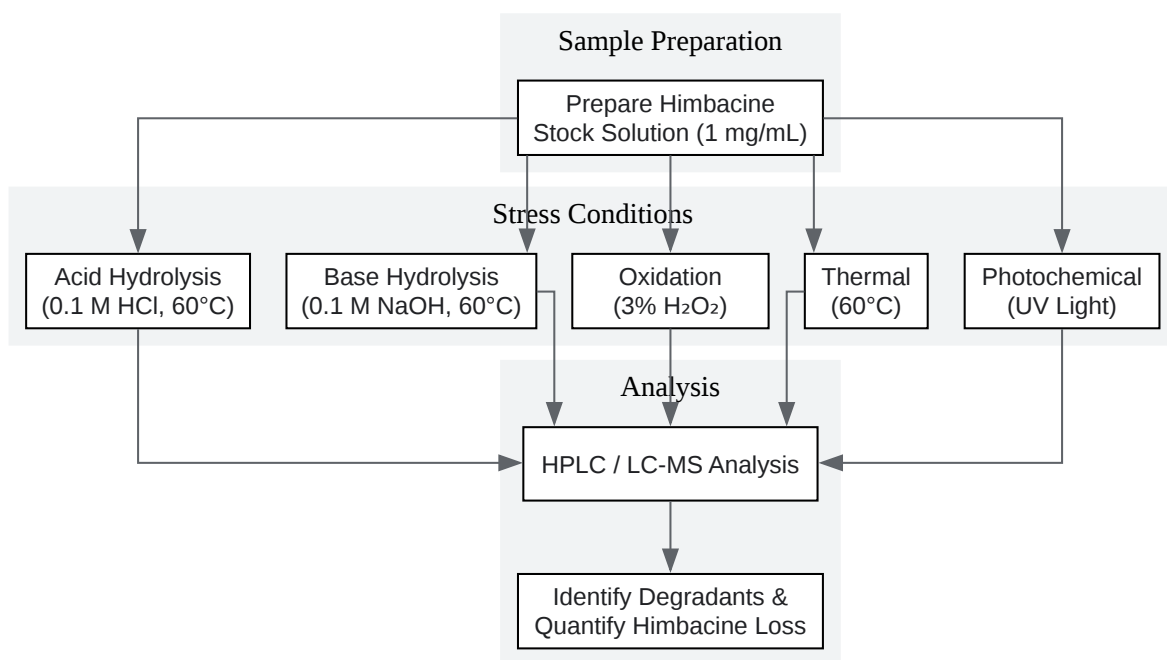 Sample Preparation
Prepare Himbacine
Stock Solution (1 mg/mL)
Stress Conditions
Acid Hydrolysis
(0.1 M HCl, 60°C)
Base Hydrolysis
(0.1 M NaOH, 60°C)
Oxidation
(3% H₂O₂)
Thermal
(60°C)
Photochemical
(UV Light)
Analysis
HPLC / LC-MS Analysis
Identify Degradants &
Quantify Himbacine Loss